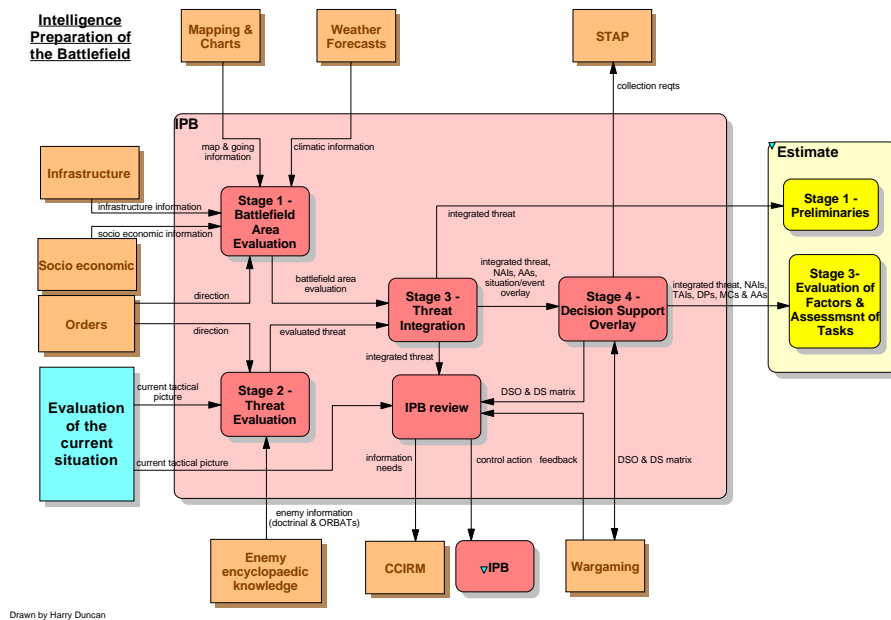 Intelligence
Preparation of
the Battlefield
Mapping &
Charts
Weather
Forecasts
STAP
collection reqts
IPB
map & going
information
climatic information
Estimate
Infrastructure
infrastructure information
Stage 1 -
Battlefield
Area
Evaluation
Stage 1 -
Preliminaries
integrated threat
socio economic information
Socio economic
battlefield area
evaluation
integrated threat,
NAIs, AAs,
situation/event
overlay
integrated threat, NAIs,
TAIs, DPs, MCs & AAs
Stage 3-
Evaluation of
Factors &
Assessmnt of
Tasks
direction
Stage 3 -
Threat
Integration
Stage 4 -
Decision Support
Overlay
Orders
direction
evaluated threat
integrated threat
Evaluation
of the
current
situation
current tactical
picture
Stage 2 -
Threat
Evaluation
IPB review
DSO & DS matrix
current tactical picture
information
needs
control action
feedback
DSO & DS matrix
enemy information
(doctrinal & ORBATs)
Enemy
encyclopaedic
knowledge
CCIRM
IPB
Wargaming
Drawn by Harry Duncan